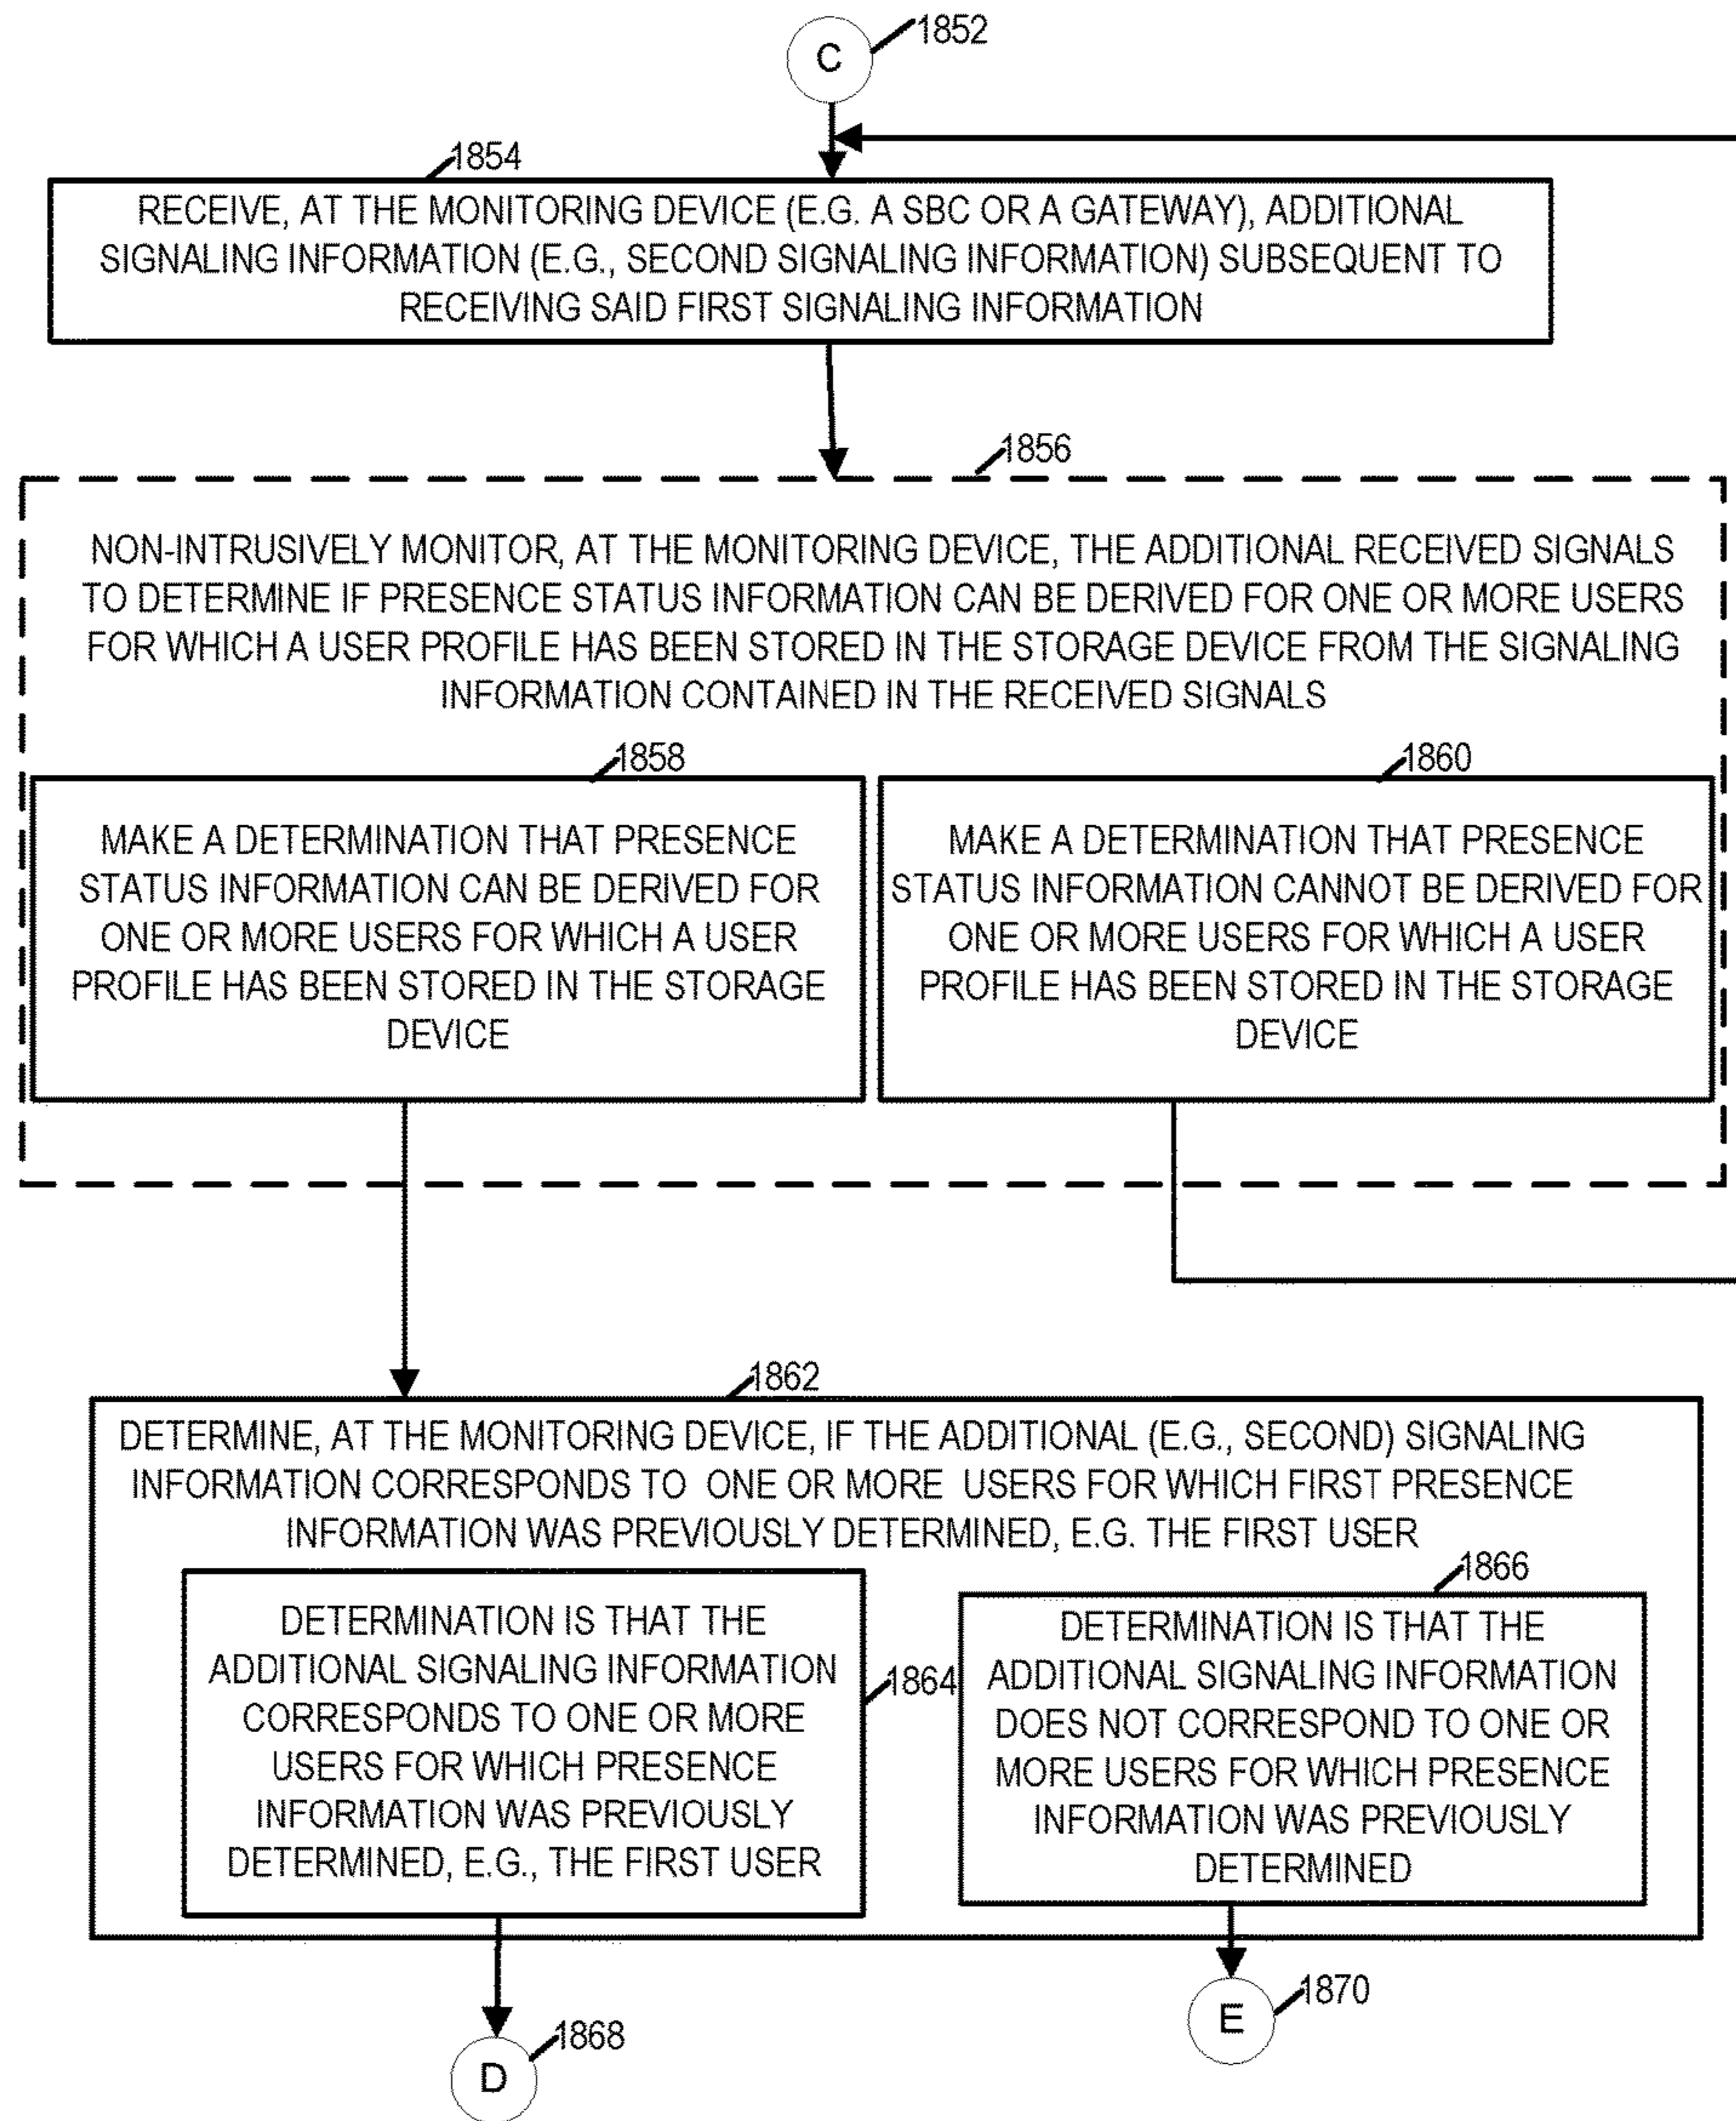 C
1852
1854
RECEIVE, AT THE MONITORING DEVICE (E.G. A SBC OR A GATEWAY), ADDITIONAL
SIGNALING INFORMATION (E.G., SECOND SIGNALING INFORMATION) SUBSEQUENT TO
RECEIVING SAID FIRST SIGNALING INFORMATION
1856
NON-INTRUSIVELY MONITOR, AT THE MONITORING DEVICE, THE ADDITIONAL RECEIVED SIGNALS
TO DETERMINE IF PRESENCE STATUS INFORMATION CAN BE DERIVED FOR ONE OR MORE USERS
FOR WHICH A USER PROFILE HAS BEEN STORED IN THE STORAGE DEVICE FROM THE SIGNALING
INFORMATION CONTAINED IN THE RECEIVED SIGNALS
1858
MAKE A DETERMINATION THAT PRESENCE
STATUS INFORMATION CAN BE DERIVED FOR
ONE OR MORE USERS FOR WHICH A USER
PROFILE HAS BEEN STORED IN THE STORAGE
DEVICE
1860
MAKE A DETERMINATION THAT PRESENCE
STATUS INFORMATION CANNOT BE DERIVED FOR
ONE OR MORE USERS FOR WHICH A USER
PROFILE HAS BEEN STORED IN THE STORAGE
DEVICE
1862
DETERMINE, AT THE MONITORING DEVICE, IF THE ADDITIONAL (E.G., SECOND) SIGNALING
INFORMATION CORRESPONDS TO ONE OR MORE USERS FOR WHICH FIRST PRESENCE
INFORMATION WAS PREVIOUSLY DETERMINED, E.G. THE FIRST USER
1864
DETERMINATION IS THAT THE
ADDITIONAL SIGNALING INFORMATION
CORRESPONDS TO ONE OR MORE
USERS FOR WHICH PRESENCE
INFORMATION WAS PREVIOUSLY
DETERMINED, E.G., THE FIRST USER
1866
DETERMINATION IS THAT THE
ADDITIONAL SIGNALING INFORMATION
DOES NOT CORRESPOND TO ONE OR
MORE USERS FOR WHICH PRESENCE
INFORMATION WAS PREVIOUSLY
DETERMINED
D
1868
E
1870